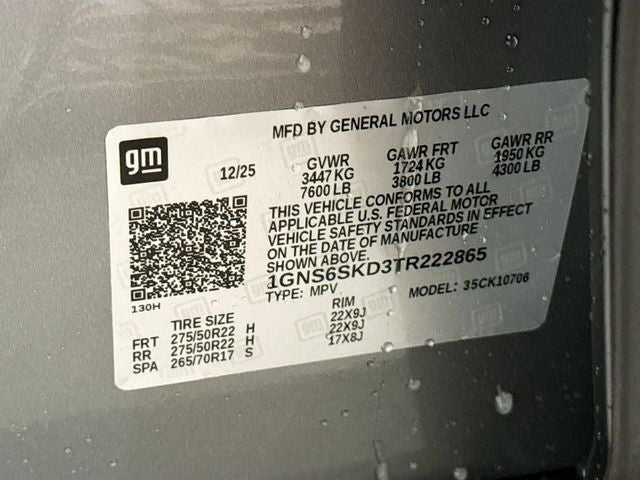 gm
MFD BY GENERAL MOTORS LLC
12/25
GVWR GAWR FRT GAWR RR
3447 KG 1724 KG 1950 KG
7600 LB 3800 LB 4300 LB
THIS VEHICLE CONFORMS TO ALL
APPLICABLE U.S. FEDERAL MOTOR
VEHICLE SAFETY STANDARDS IN EFFECT
ON THE DATE OF MANUFACTURE
SHOWN ABOVE.
1GNS6SKD3TR222865
TYPE: MPV MODEL: 35CK10706
130H
TIRE SIZE RIM
FRT 275/50R22 H 22X9J
RR 275/50R22 H 22X9J
SPA 265/70R17 S 17X8J